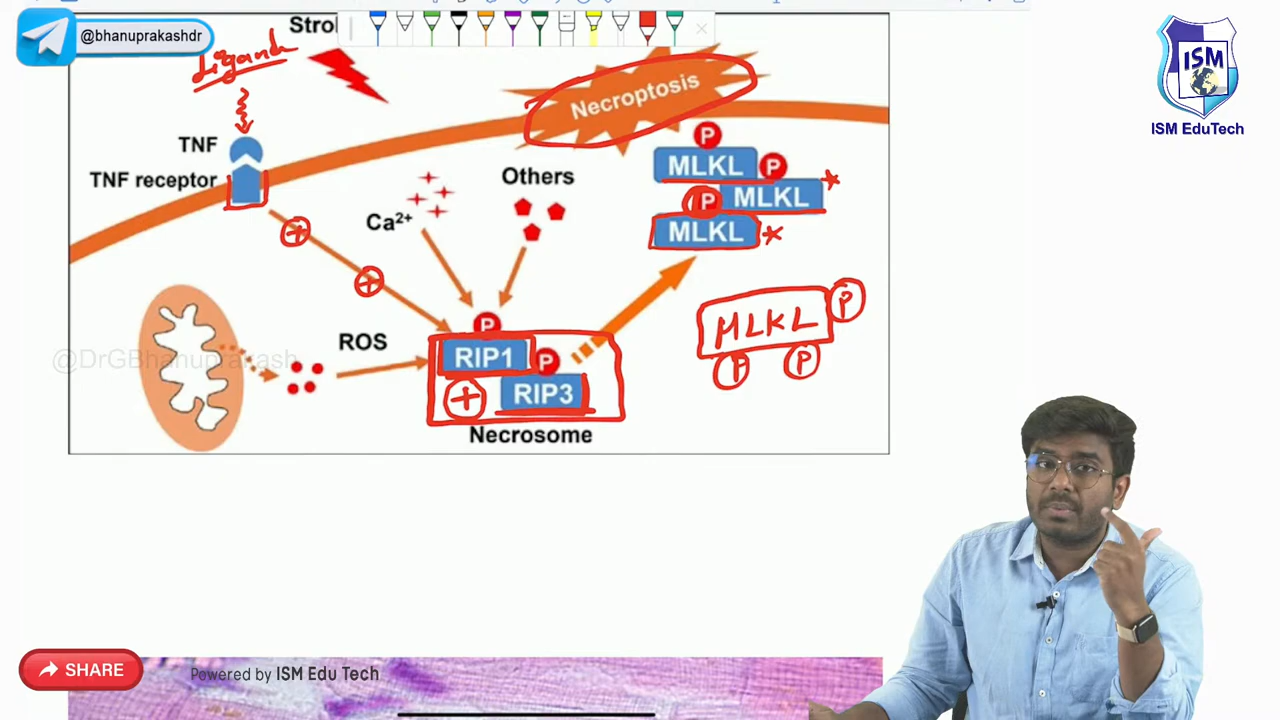 @bhanuprakashdr
Stro
Ligand
ISM
ISM EduTech
Necroptosis
TNF
TNF receptor
P
MLKL
P
P
MLKL
MLKL
Others
Ca²⁺
+
+
MLKL
P
P
P
ROS
P
RIP1
P
+
RIP3
Necrosome
@DrGBhanuprakash
SHARE
Powered by ISM Edu Tech